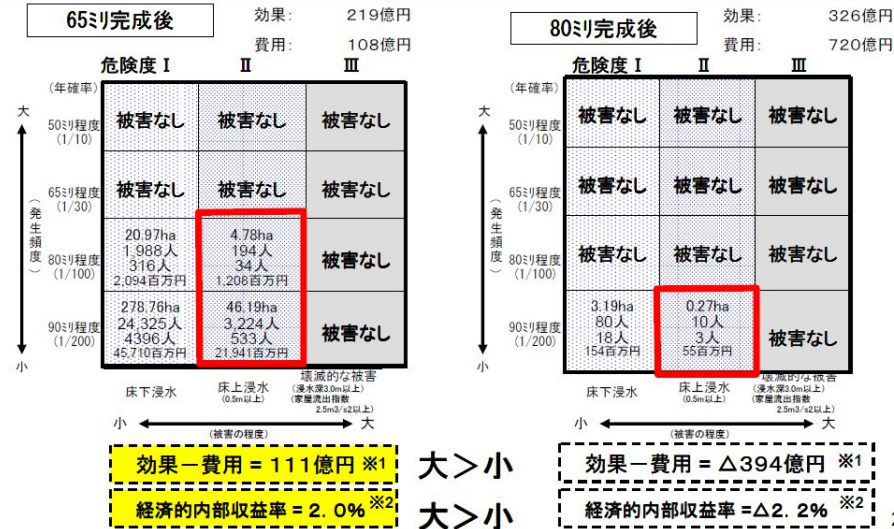 65ミリ完成後
効果: 219億円
費用: 108億円
危険度Ⅰ Ⅱ Ⅲ
(年確率)
大
50ミリ程度
(1/10)
被害なし 被害なし 被害なし
65ミリ程度
(1/30)
被害なし 被害なし 被害なし
(発生頻度)
80ミリ程度
(1/100)
20.97ha
1,988人
316人
2,094百万円
4.78ha
194人
34人
1,208百万円
被害なし
90ミリ程度
(1/200)
278.76ha
24,325人
4396人
45,710百万円
46.19ha
3,224人
533人
21,941百万円
被害なし
小
床下浸水
床上浸水
(0.5m以上)
壊滅的な被害
(浸水深3.0m以上)
(家屋流出指数
2.5m3/s2以上)
小 大
(被害の程度)
効果－費用 = 111億円 ※1
経済的内部収益率 = 2.0% ※2
大＞小
大＞小
80ミリ完成後
効果: 326億円
費用: 720億円
危険度Ⅰ Ⅱ Ⅲ
(年確率)
大
50ミリ程度
(1/10)
被害なし 被害なし 被害なし
65ミリ程度
(1/30)
被害なし 被害なし 被害なし
(発生頻度)
80ミリ程度
(1/100)
被害なし 被害なし 被害なし
90ミリ程度
(1/200)
3.19ha
80人
18人
154百万円
0.27ha
10人
3人
55百万円
被害なし
小
床下浸水
床上浸水
(0.5m以上)
壊滅的な被害
(浸水深3.0m以上)
(家屋流出指数
2.5m3/s2以上)
小 大
(被害の程度)
効果－費用 = △394億円 ※1
経済的内部収益率 =△2.2% ※2